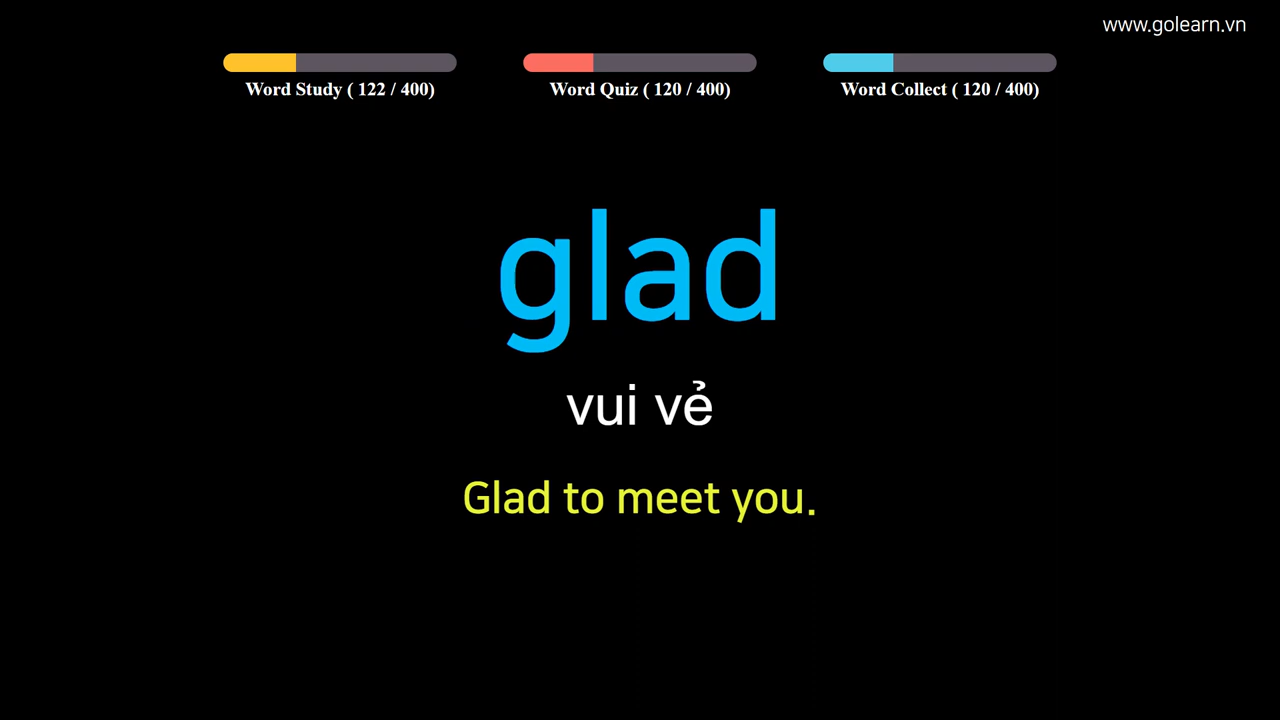 www.golearn.vn
Word Study ( 122 / 400)
Word Quiz ( 120 / 400)
Word Collect ( 120 / 400)
glad
vui vẻ
Glad to meet you.